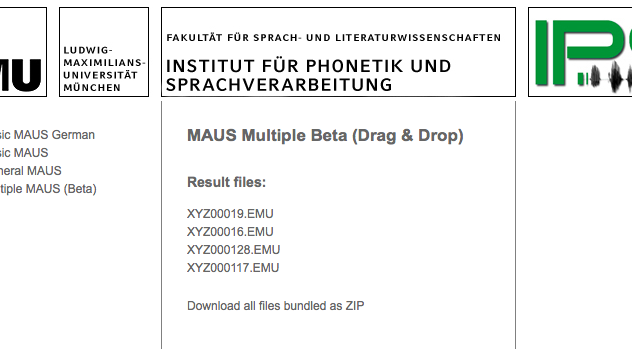 MU
LUDWIG-
MAXIMILIANS-
UNIVERSITÄT
MÜNCHEN
FAKULTÄT FÜR SPRACH- UND LITERATURWISSENSCHAFTEN
INSTITUT FÜR PHONETIK UND
SPRACHVERARBEITUNG
IPS
sic MAUS German
sic MAUS
neral MAUS
ltiple MAUS (Beta)
MAUS Multiple Beta (Drag & Drop)
Result files:
XYZ00019.EMU
XYZ00016.EMU
XYZ000128.EMU
XYZ000117.EMU
Download all files bundled as ZIP